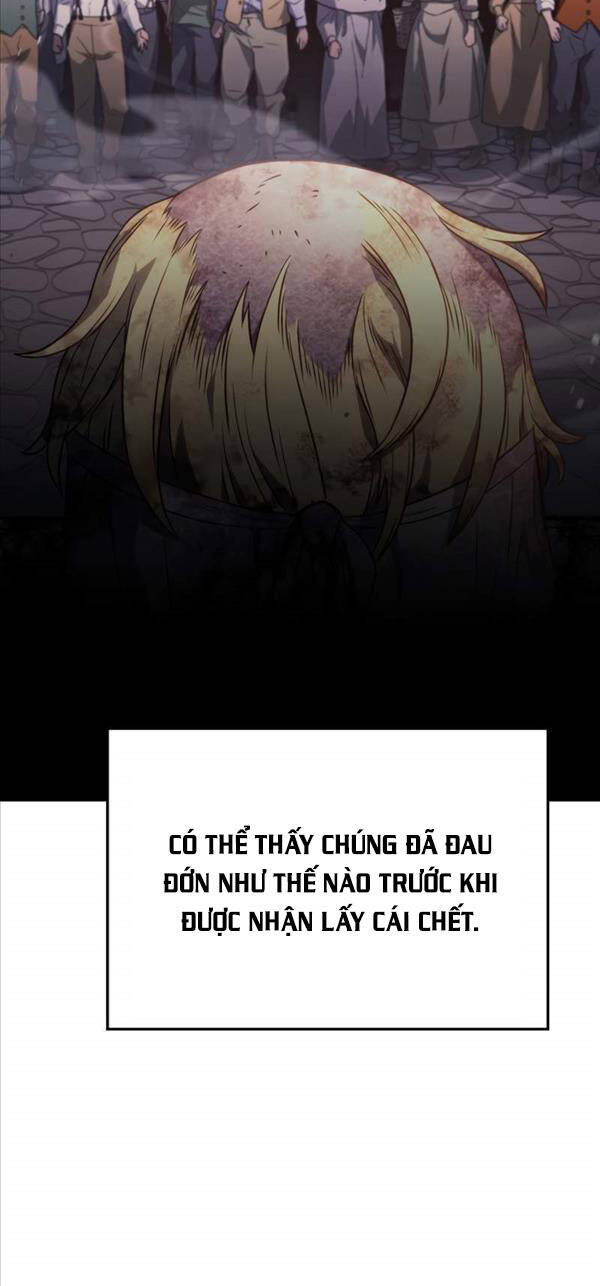 CÓ THỂ THẤY CHÚNG ĐÃ ĐAU
ĐỚN NHƯ THẾ NÀO TRƯỚC KHI
ĐƯỢC NHẬN LẤY CÁI CHẾT.